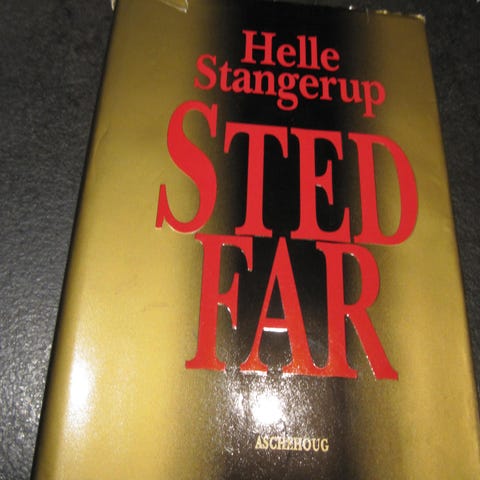 Helle
Stangerup
STED
FAR
ASCHEHOUG